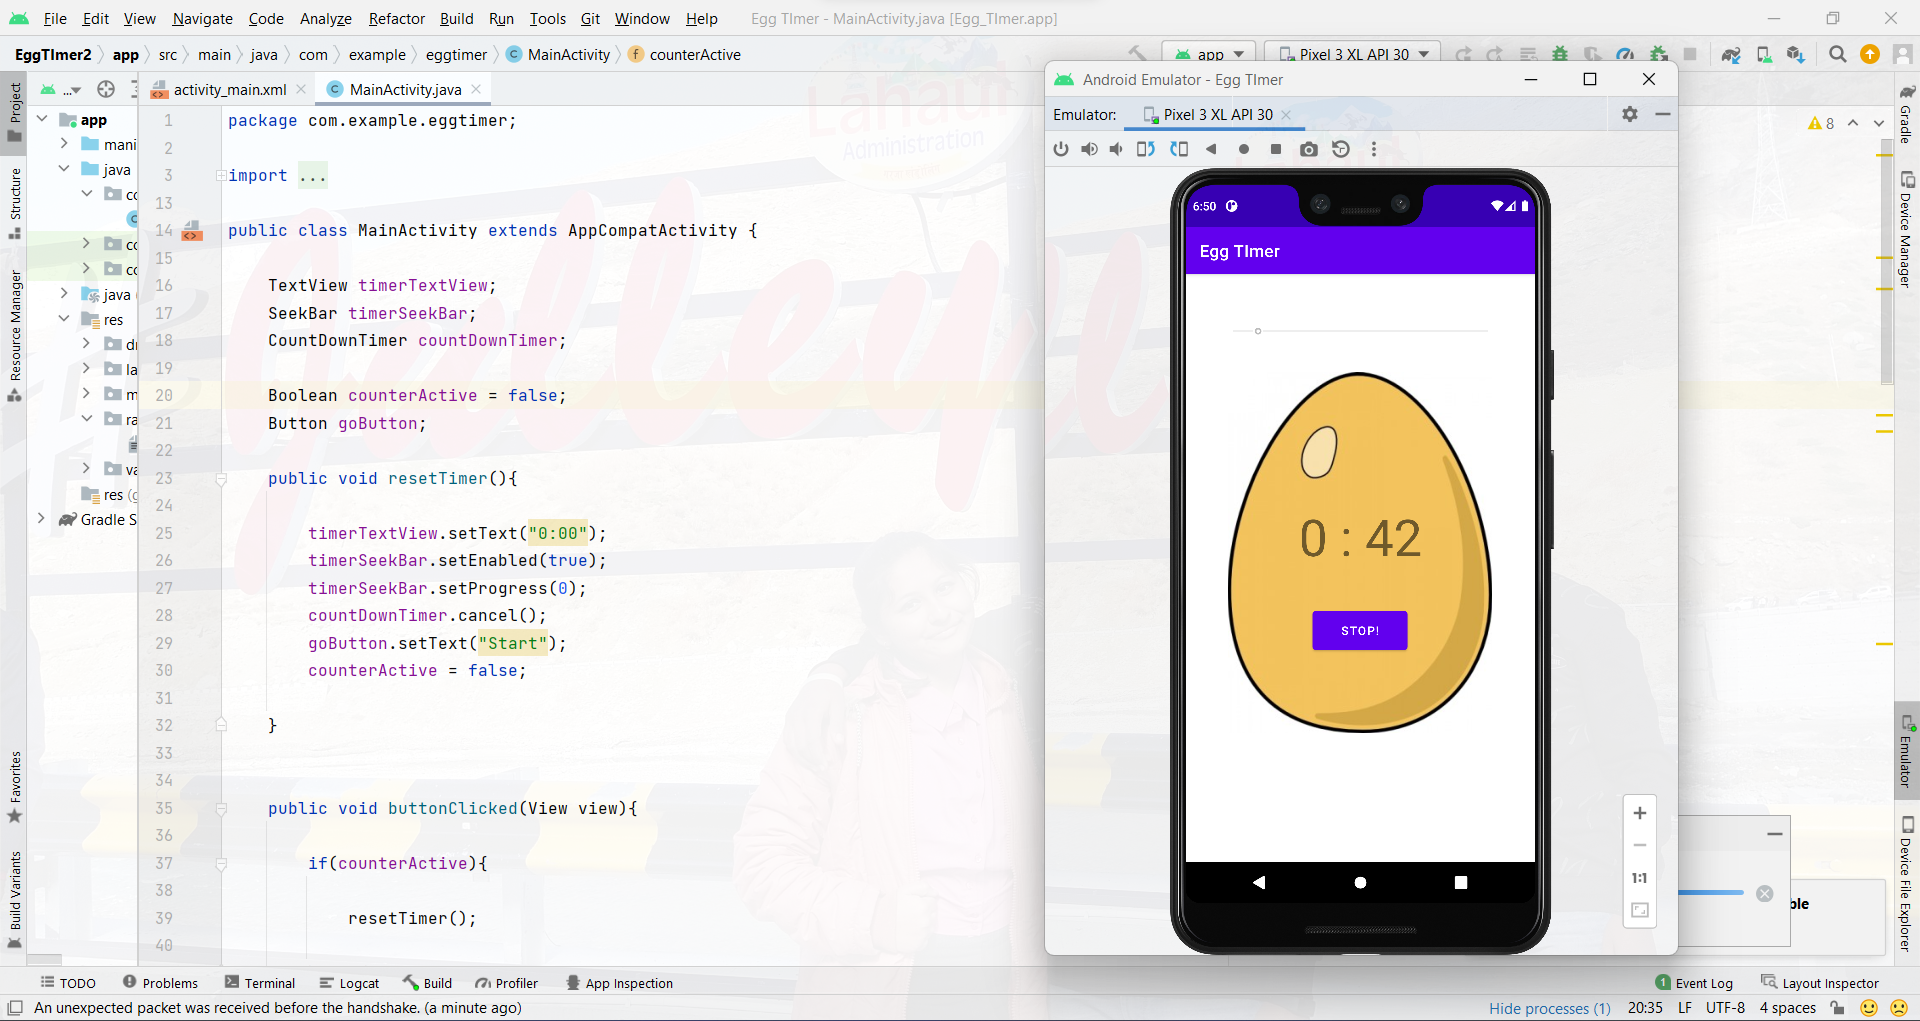 File Edit View Navigate Code Analyze Refactor Build Run Tools Git Window Help Egg TImer - MainActivity.java [Egg_TImer.app]
EggTImer2 app src main java com example eggtimer MainActivity counterActive app Pixel 3 XL API 30
... activity_main.xml MainActivity.java
Project
Structure
Resource Manager
Favorites
Build Variants
app
mani
java
co
co
co
java
res
dr
la
m
ra
va
res (g
Gradle S
1 package com.example.eggtimer;
2
3 import ...
13
14 public class MainActivity extends AppCompatActivity {
15
16 TextView timerTextView;
17 SeekBar timerSeekBar;
18 CountDownTimer countDownTimer;
19
20 Boolean counterActive = false;
21 Button goButton;
22
23 public void resetTimer(){
24
25 timerTextView.setText("0:00");
26 timerSeekBar.setEnabled(true);
27 timerSeekBar.setProgress(0);
28 countDownTimer.cancel();
29 goButton.setText("Start");
30 counterActive = false;
31
32 }
33
34
35 public void buttonClicked(View view){
36
37 if(counterActive){
38
39 resetTimer();
40
Lahaul
Administration
Android Emulator - Egg TImer
Emulator: Pixel 3 XL API 30
6:50
Egg TImer
0 : 42
STOP!
1:1
8
Gradle
Device Manager
Emulator
Device File Explorer
ble
TODO Problems Terminal Logcat Build Profiler App Inspection 1 Event Log Layout Inspector
An unexpected packet was received before the handshake. (a minute ago) Hide processes (1) 20:35 LF UTF-8 4 spaces